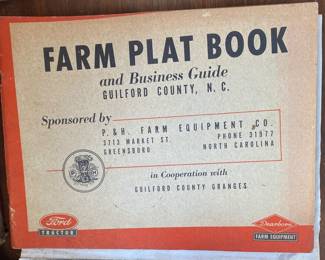 FARM PLAT BOOK
and Business Guide
GUILFORD COUNTY, N. C.
Sponsored by
P. & H. FARM EQUIPMENT CO.
3713 MARKET ST. PHONE 31977
GREENSBORO NORTH CAROLINA
in Cooperation with
GUILFORD COUNTY GRANGES
Ford
TRACTOR
Dearborn
FARM EQUIPMENT